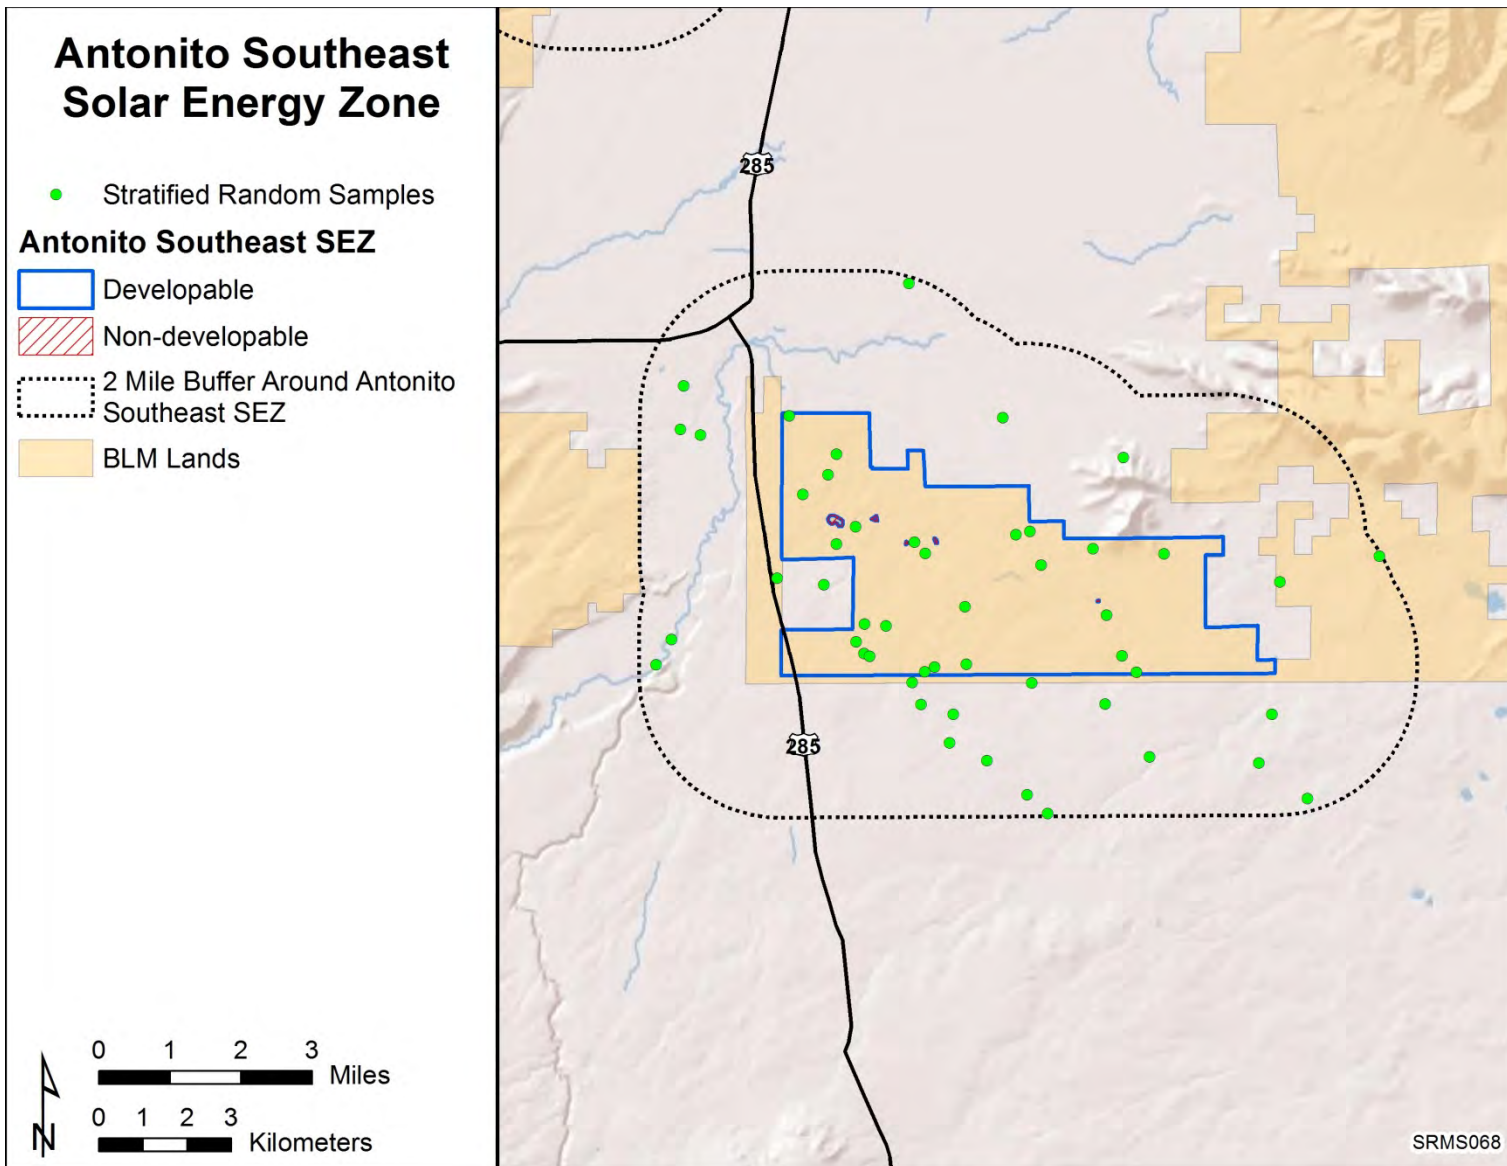 Antonito Southeast
Solar Energy Zone
Stratified Random Samples
Antonito Southeast SEZ
Developable
Non-developable
2 Mile Buffer Around Antonito
Southeast SEZ
BLM Lands
0 1 2 3
Miles
0 1 2 3
Kilometers
N
285
285
SRMS068